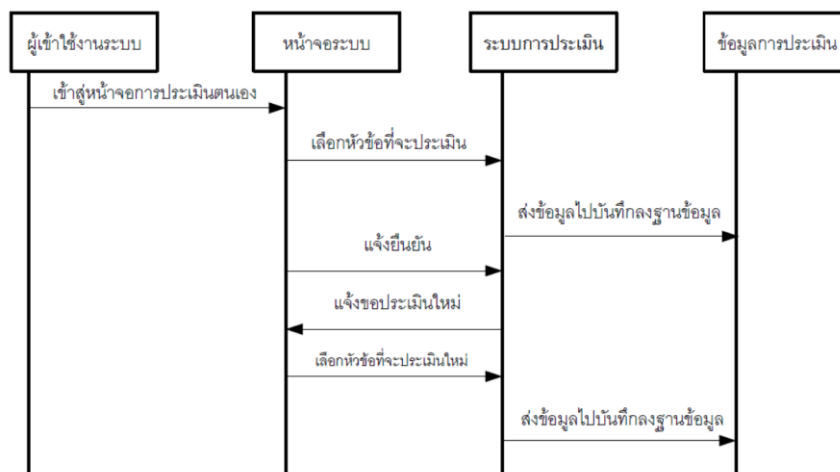 ผู้เข้าใช้งานระบบ
หน้าจอระบบ
ระบบการประเมิน
ข้อมูลการประเมิน
เข้าสู่หน้าจอการประเมินตนเอง
เลือกหัวข้อที่จะประเมิน
ส่งข้อมูลไปบันทึกลงฐานข้อมูล
แจ้งยืนยัน
แจ้งขอประเมินใหม่
เลือกหัวข้อที่จะประเมินใหม่
ส่งข้อมูลไปบันทึกลงฐานข้อมูล